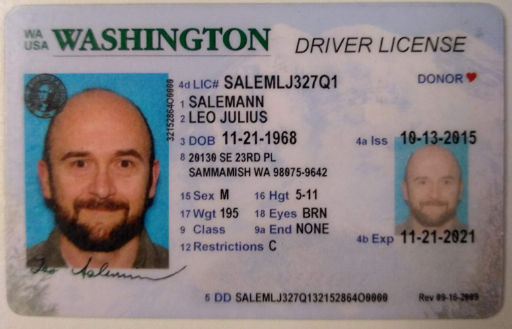 WA
USA WASHINGTON DRIVER LICENSE
4d LIC# SALEMLJ327Q1 DONOR
1 SALEMANN
2 LEO JULIUS
3 DOB 11-21-1968 4a Iss 10-13-2015
8 20130 SE 23RD PL
SAMMAMISH WA 98075-9642
15 Sex M 16 Hgt 5-11
17 Wgt 195 18 Eyes BRN
9 Class 9a End NONE
4b Exp 11-21-2021
12 Restrictions C
5 DD SALEMLJ327Q132152864O0000 Rev 09-16-2009